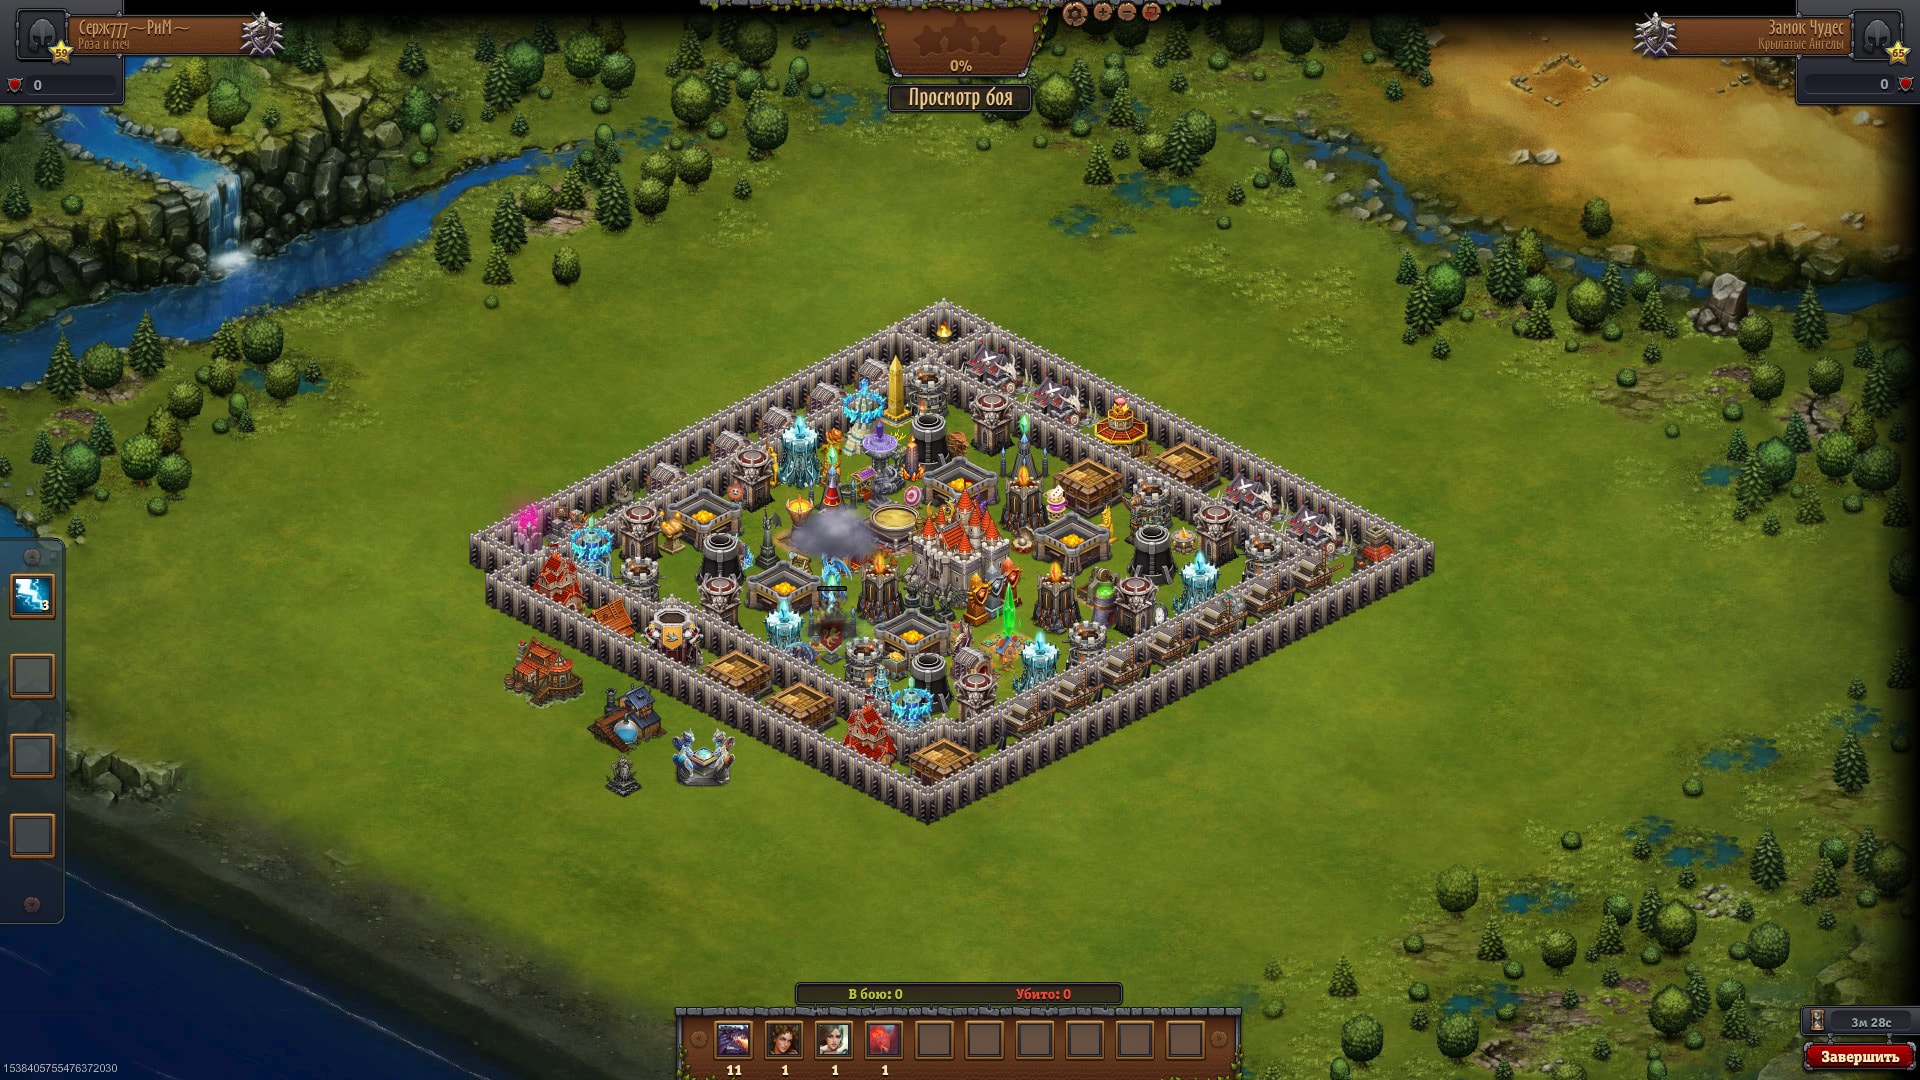 Серж777~РиМ~
Роза и Меч
59
0
0%
Просмотр боя
Замок Чудес
Крылатые Ангелы
65
0
3
В бою: 0
Убито: 0
11
1
1
1
3м 28с
Завершить
1538405755476372030